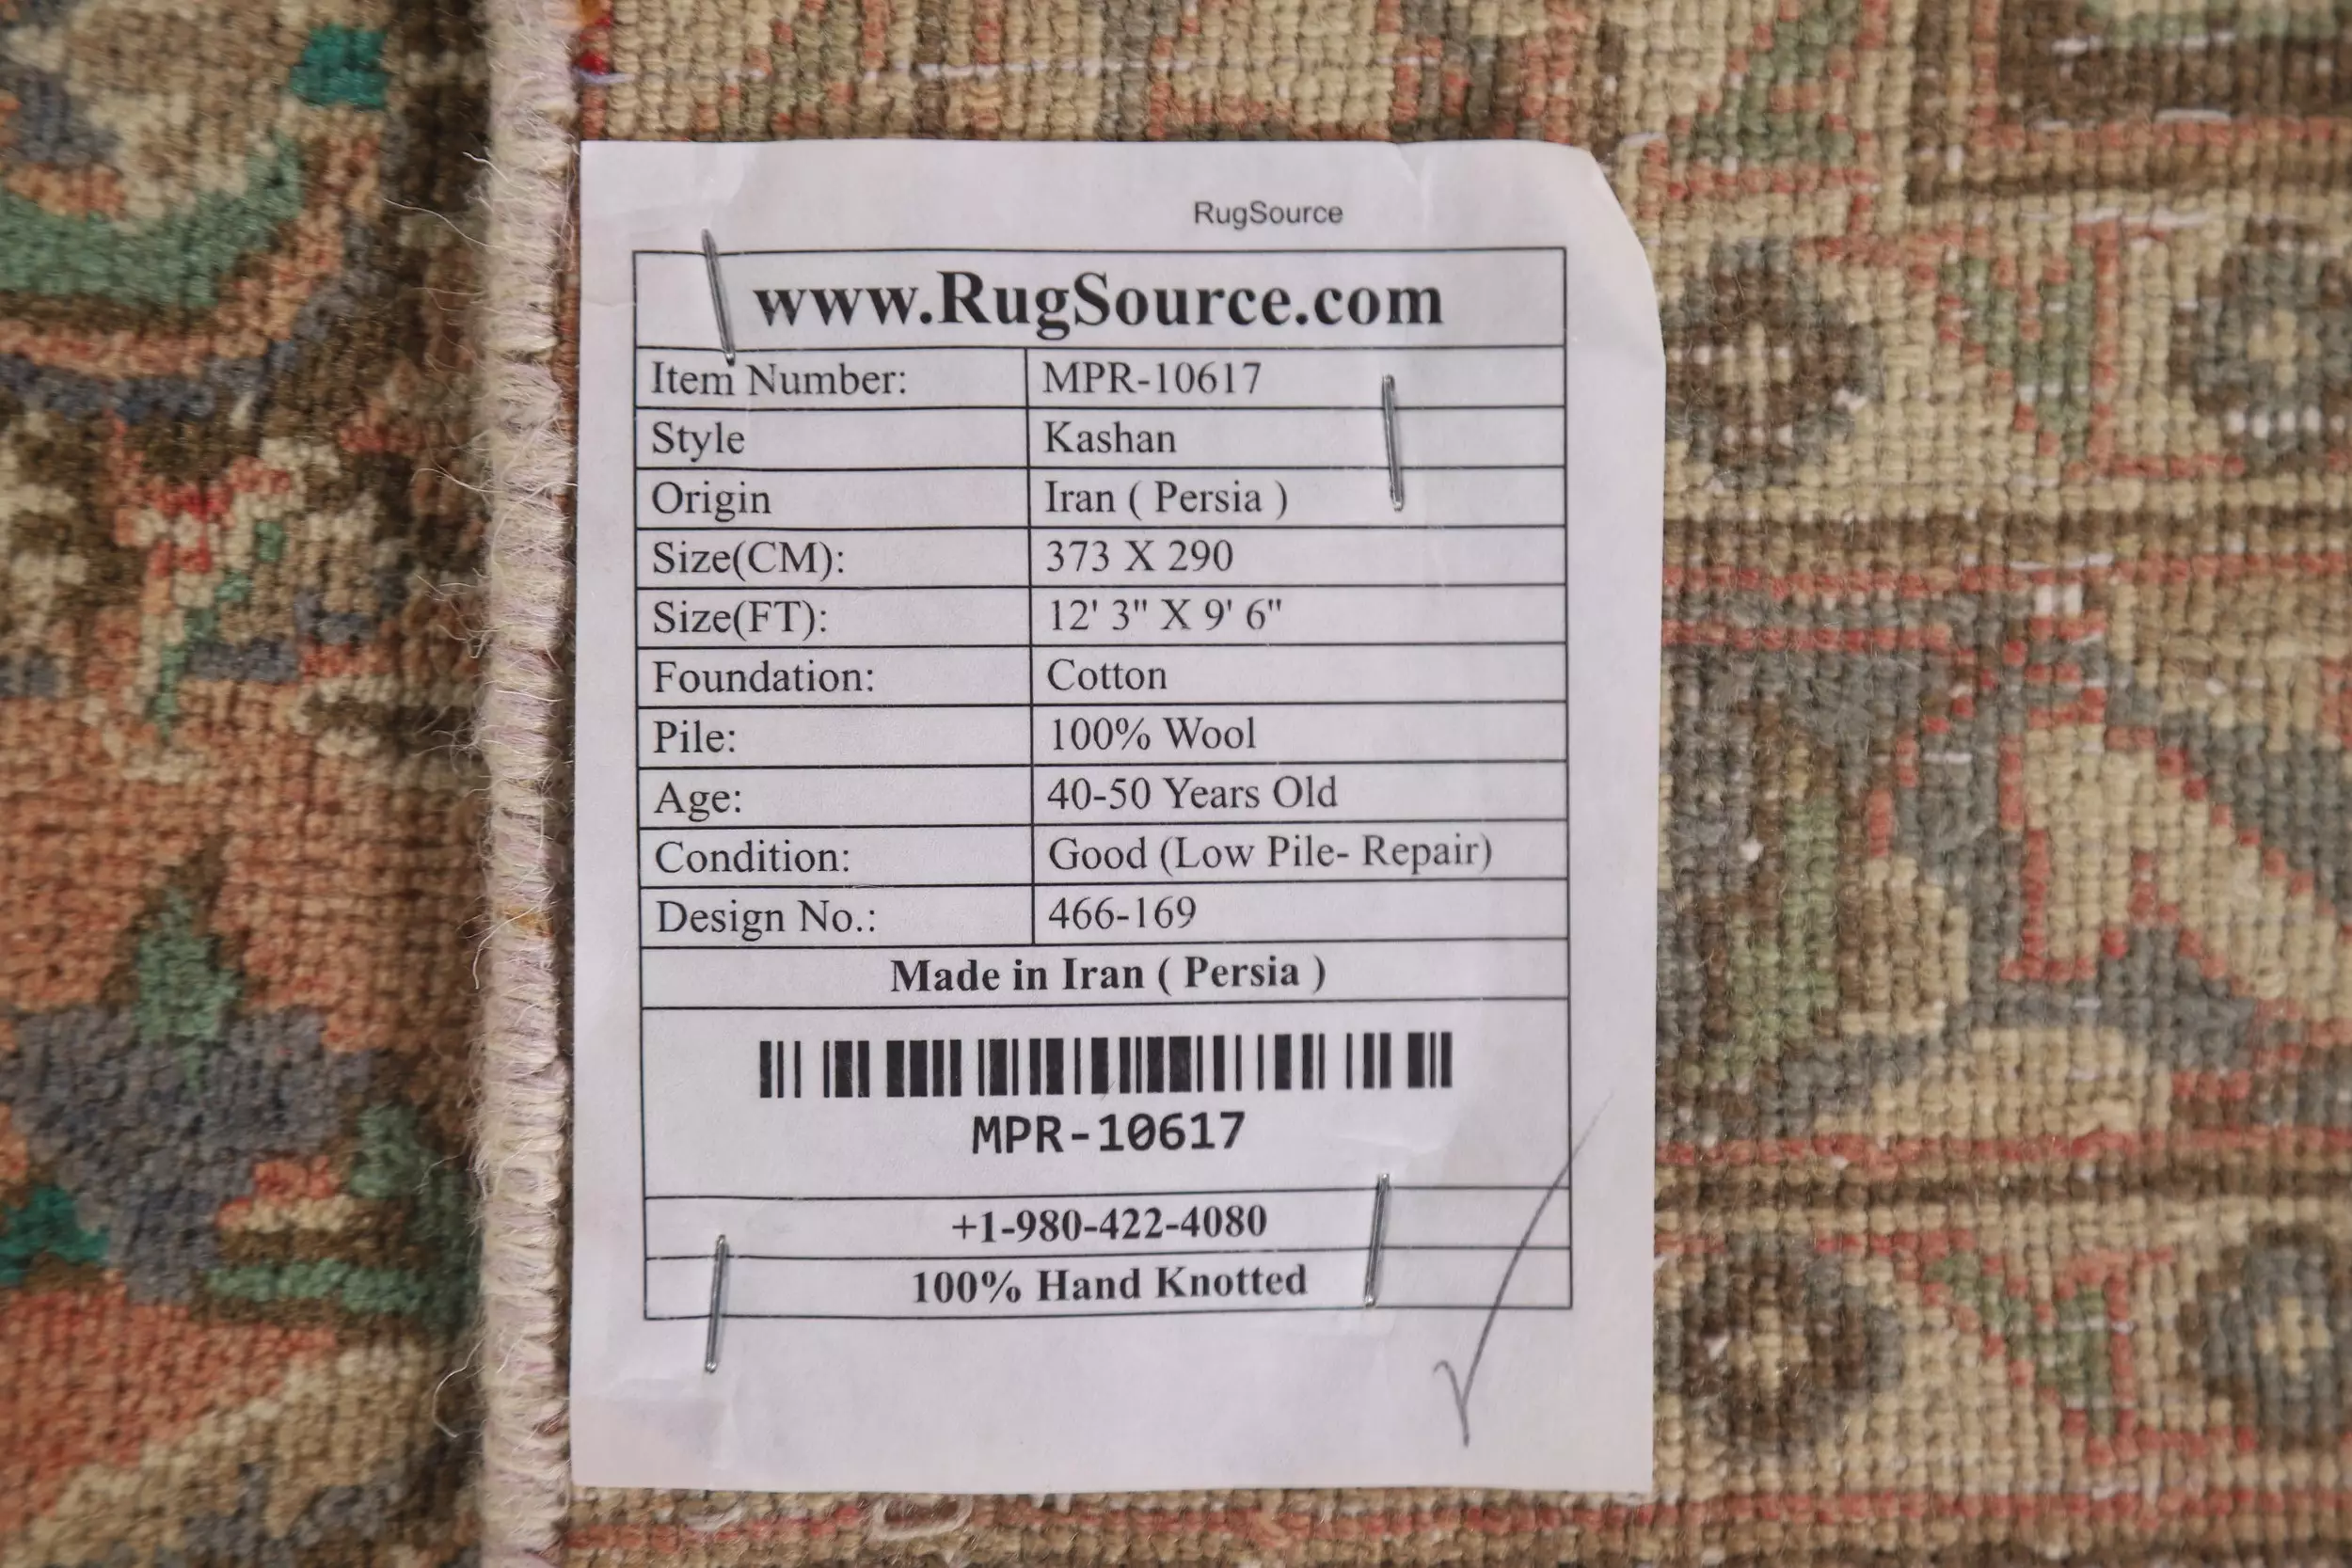 RugSource
www.RugSource.com
Item Number: MPR-10617
Style Kashan
Origin Iran ( Persia )
Size(CM): 373 X 290
Size(FT): 12' 3" X 9' 6"
Foundation: Cotton
Pile: 100% Wool
Age: 40-50 Years Old
Condition: Good (Low Pile- Repair)
Design No.: 466-169
Made in Iran ( Persia )
MPR-10617
+1-980-422-4080
100% Hand Knotted